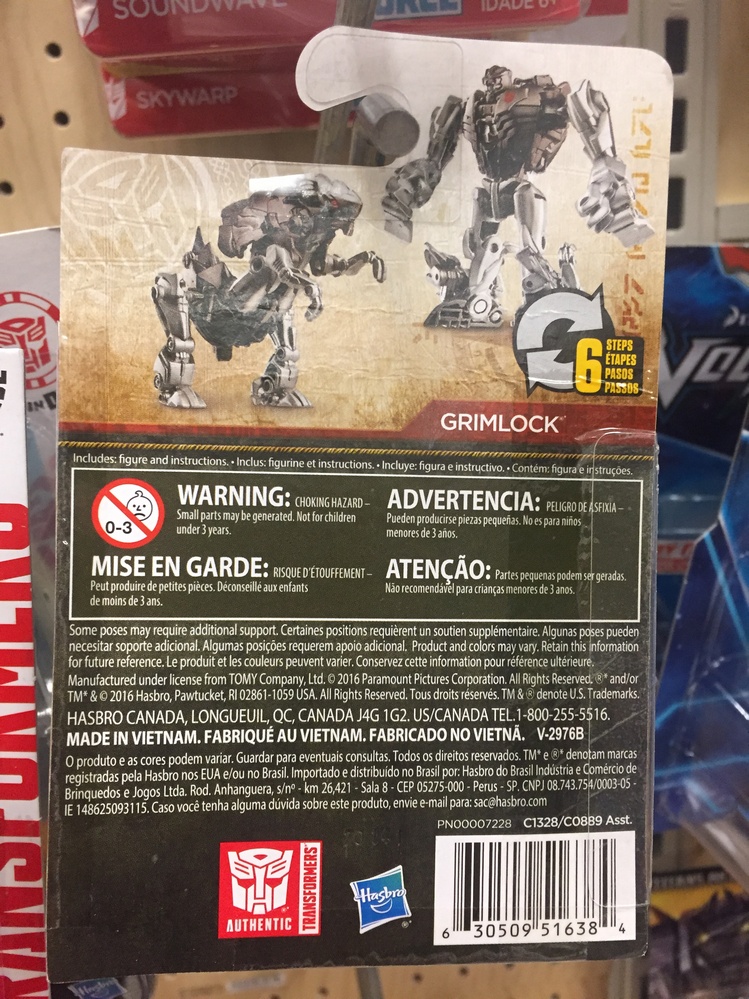 SOUNDWAVE
IDADE 6+
SKYWARP
6
STEPS
ÉTAPES
PASOS
PASSOS
GRIMLOCK
Includes: figure and instructions. • Inclus: figurine et instructions. • Incluye: figura e instructivo. • Contém: figura e instruções.
0-3
WARNING: CHOKING HAZARD –
Small parts may be generated. Not for children
under 3 years.
ADVERTENCIA: PELIGRO DE ASFIXIA –
Pueden producirse piezas pequeñas. No es para niños
menores de 3 años.
MISE EN GARDE: RISQUE D'ÉTOUFFEMENT –
Peut produire de petites pièces. Déconseillé aux enfants
de moins de 3 ans.
ATENÇÃO: Partes pequenas podem ser geradas.
Não recomendável para crianças menores de 3 anos.
Some poses may require additional support. Certaines positions requièrent un soutien supplémentaire. Algunas poses pueden
necesitar soporte adicional. Algumas posições requerem apoio adicional. Product and colors may vary. Retain this information
for future reference. Le produit et les couleurs peuvent varier. Conservez cette information pour référence ultérieure.
Manufactured under license from TOMY Company, Ltd. © 2016 Paramount Pictures Corporation. All Rights Reserved. ®* and/or
TM* & © 2016 Hasbro, Pawtucket, RI 02861-1059 USA. All Rights Reserved. Tous droits réservés. TM & ® denote U.S. Trademarks.
HASBRO CANADA, LONGUEUIL, QC, CANADA J4G 1G2. US/CANADA TEL.1-800-255-5516.
MADE IN VIETNAM. FABRIQUÉ AU VIETNAM. FABRICADO NO VIETNÃ. V-2976B
O produto e as cores podem variar. Guardar para eventuais consultas. Todos os direitos reservados. TM* e ®* denotam marcas
registradas pela Hasbro nos EUA e/ou no Brasil. Importado e distribuído no Brasil por: Hasbro do Brasil Indústria e Comércio de
Brinquedos e Jogos Ltda. Rod. Anhanguera, s/nº - km 26,421 - Sala 8 - CEP 05275-000 - Perus - SP. CNPJ 08.743.754/0003-05 -
IE 148625093115. Caso você tenha alguma dúvida sobre este produto, envie e-mail para: sac@hasbro.com
PN00007228 C1328/C0889 Asst.
AUTHENTIC
TRANSFORMERS
Hasbro
6 30509 51638 4